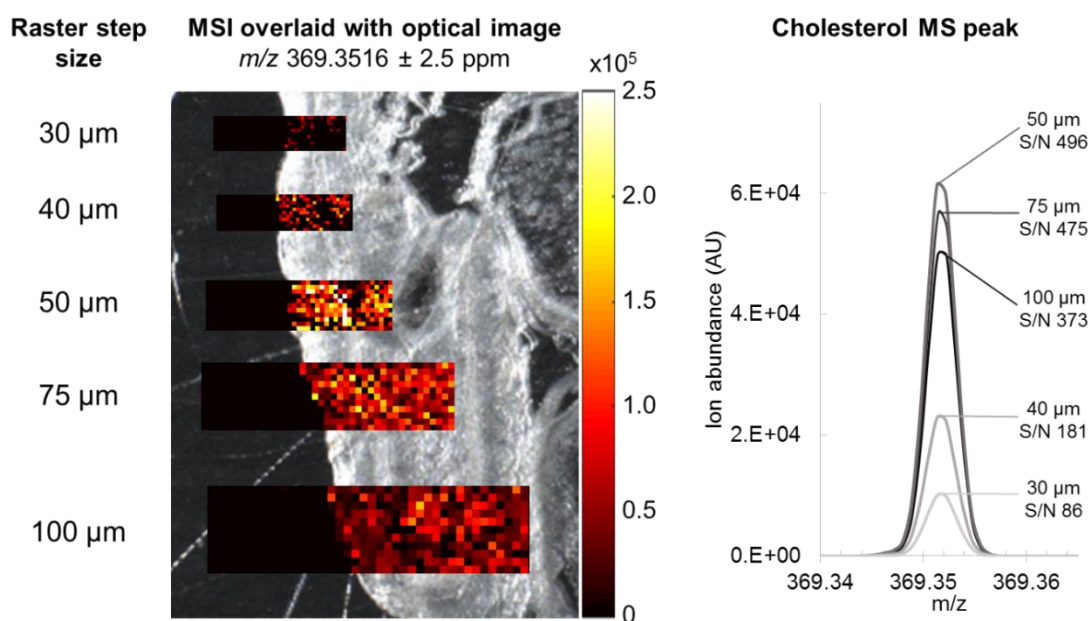 Raster step
size
MSI overlaid with optical image
m/z 369.3516 ± 2.5 ppm
30 µm
40 µm
50 µm
75 µm
100 µm
x10⁵
2.5
2.0
1.5
1.0
0.5
0
Cholesterol MS peak
Ion abundance (AU)
6.E+04
4.E+04
2.E+04
0.E+00
50 µm
S/N 496
75 µm
S/N 475
100 µm
S/N 373
40 µm
S/N 181
30 µm
S/N 86
369.34
369.35
369.36
m/z